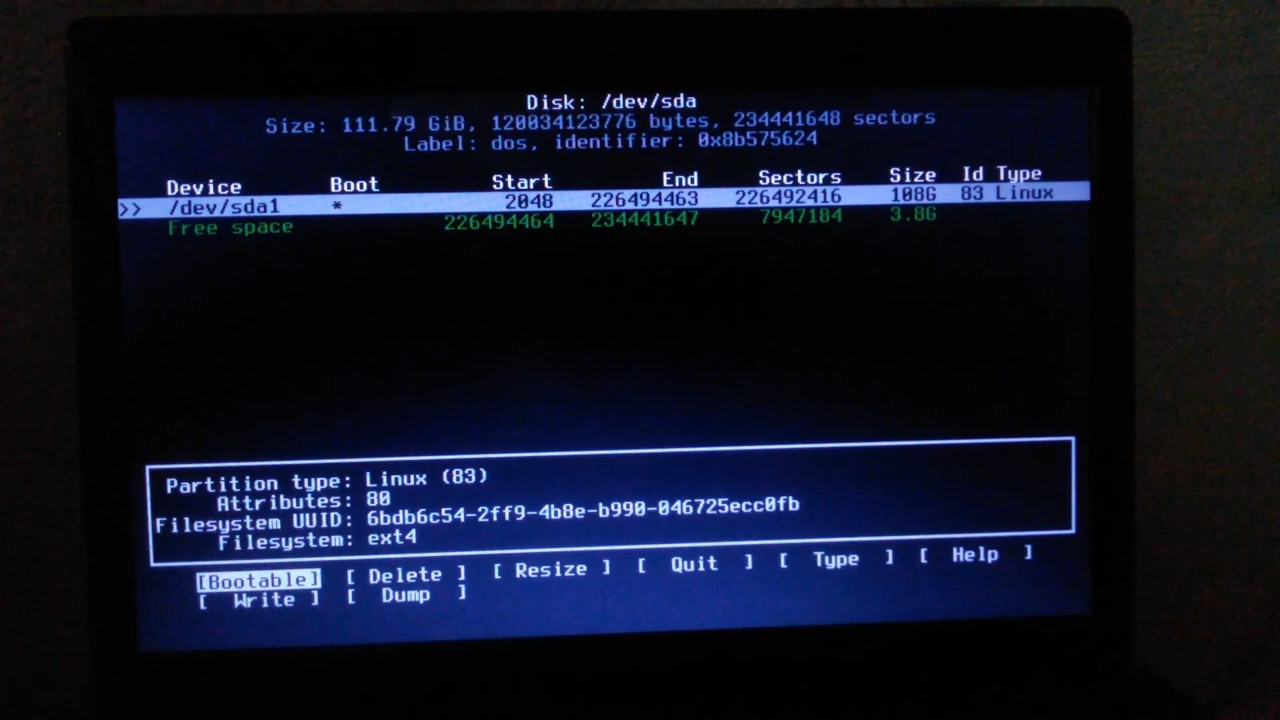 Disk: /dev/sda
Size: 111.79 GiB, 120034123776 bytes, 234441648 sectors
Label: dos, identifier: 0x8b575624
Device Boot Start End Sectors Size Id Type
>> /dev/sda1 * 2048 226494463 226492416 108G 83 Linux
Free space 226494464 234441647 7947184 3.8G
Partition type: Linux (83)
Attributes: 80
Filesystem UUID: 6bdb6c54-2ff9-4b8e-b990-046725ecc0fb
Filesystem: ext4
[Bootable] [ Delete ] [ Resize ] [ Quit ] [ Type ] [ Help ]
[ Write ] [ Dump ]